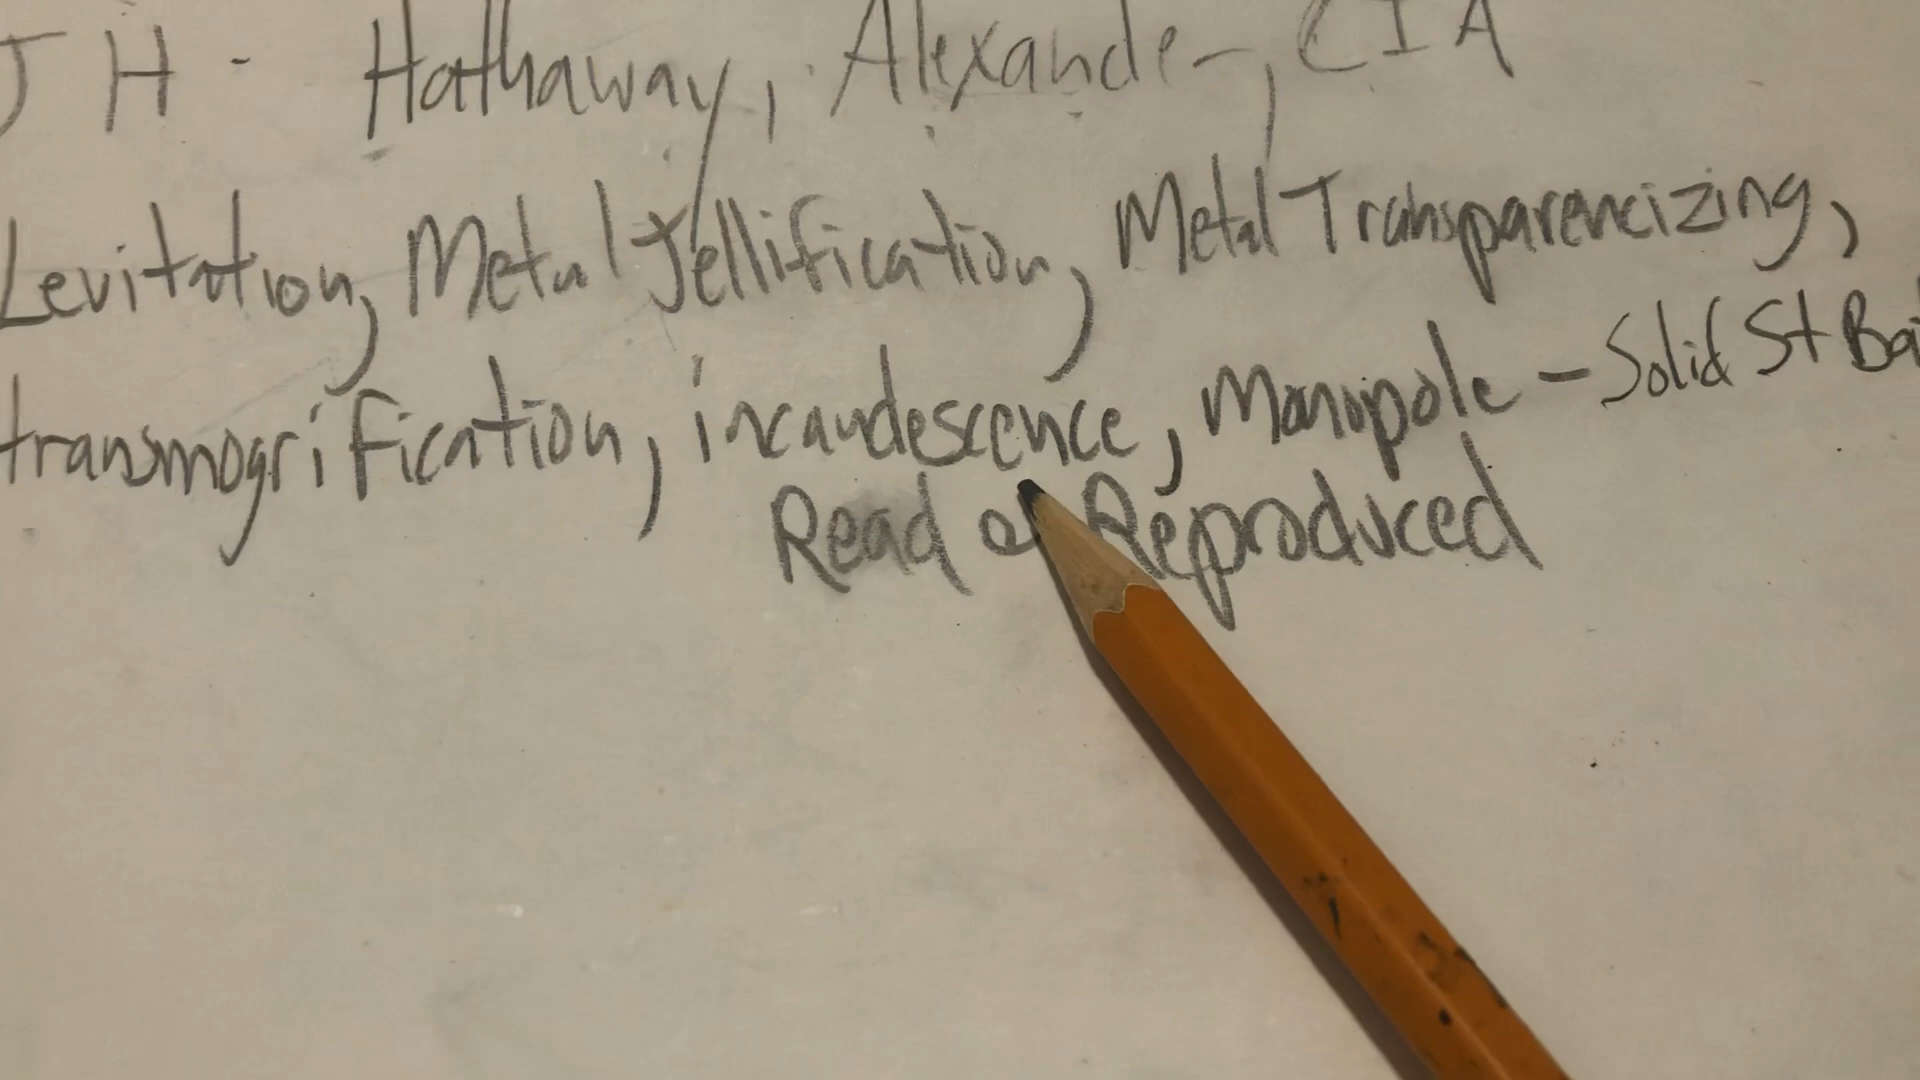 J H - Hathaway, Alexander, CIA
Levitation, Metal Jellification, Metal Transparencizing,
transmogrification, incandescence, Monopole - Solid St
Read or Reproduced